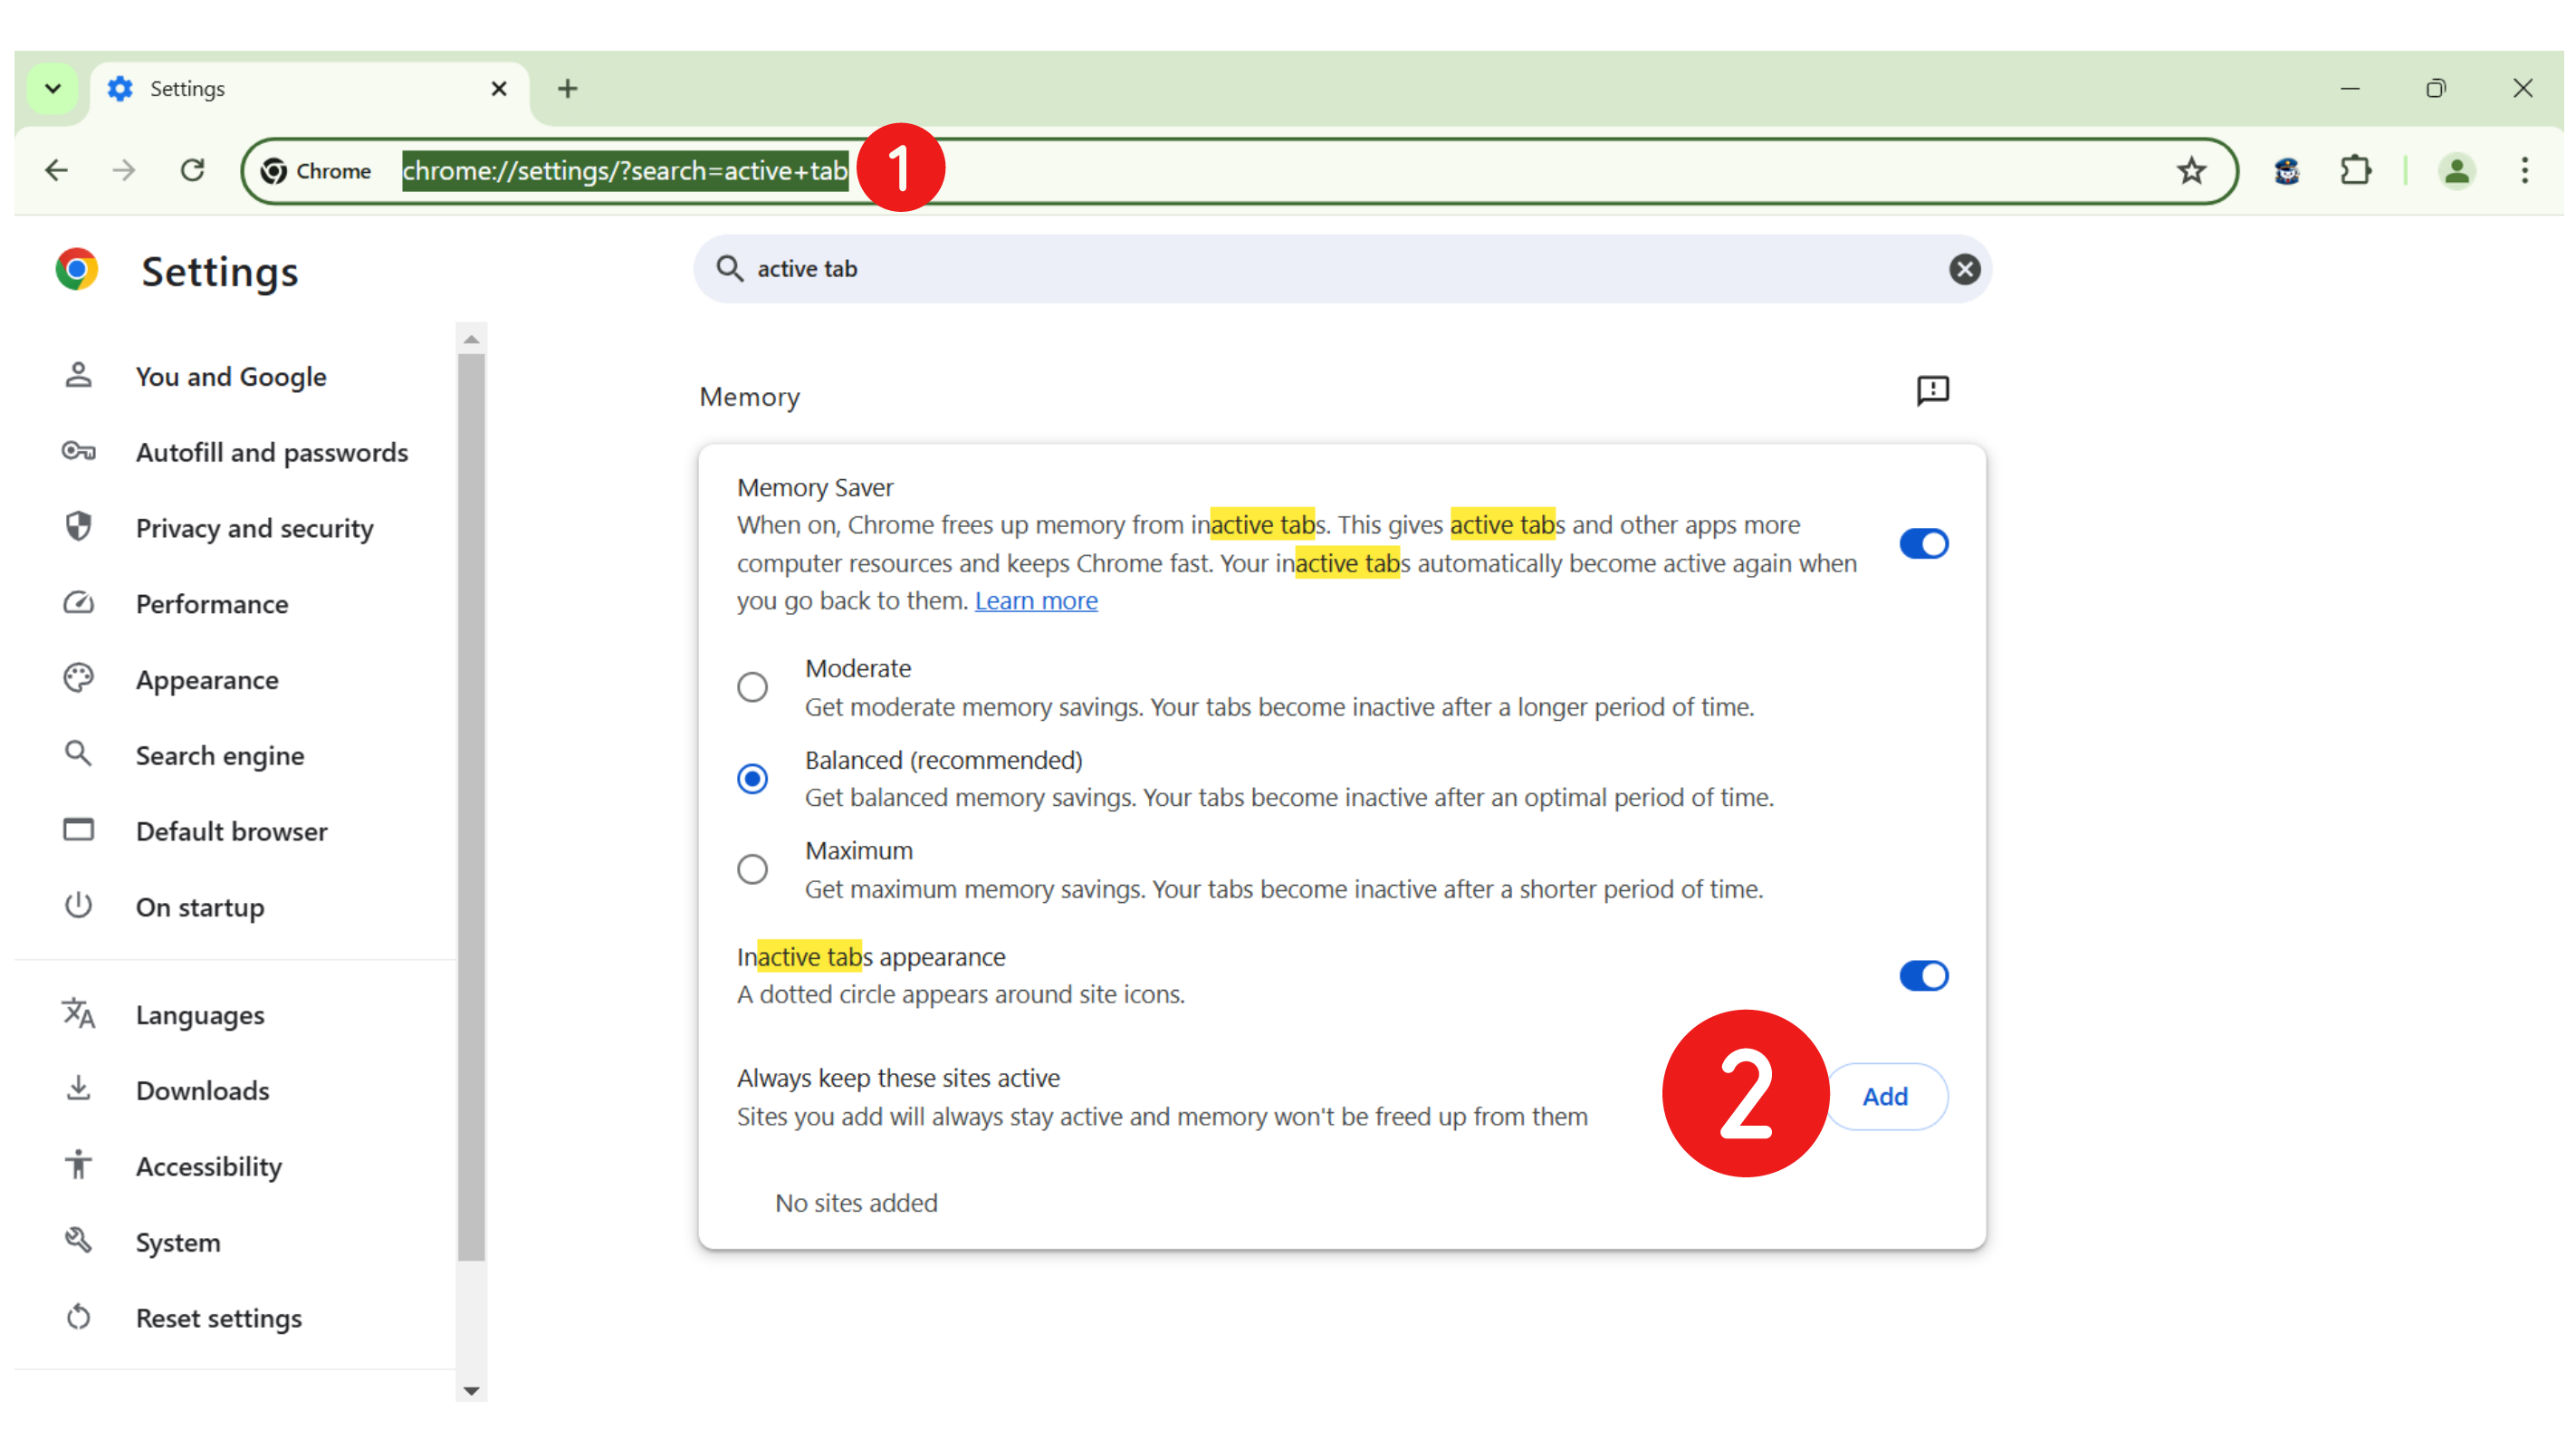 Settings
Chrome chrome://settings/?search=active+tab 1
Settings
active tab
You and Google
Autofill and passwords
Privacy and security
Performance
Appearance
Search engine
Default browser
On startup
Languages
Downloads
Accessibility
System
Reset settings
Memory
Memory Saver
When on, Chrome frees up memory from inactive tabs. This gives active tabs and other apps more
computer resources and keeps Chrome fast. Your inactive tabs automatically become active again when
you go back to them. Learn more
Moderate
Get moderate memory savings. Your tabs become inactive after a longer period of time.
Balanced (recommended)
Get balanced memory savings. Your tabs become inactive after an optimal period of time.
Maximum
Get maximum memory savings. Your tabs become inactive after a shorter period of time.
Inactive tabs appearance
A dotted circle appears around site icons.
Always keep these sites active
Sites you add will always stay active and memory won't be freed up from them
2 Add
No sites added